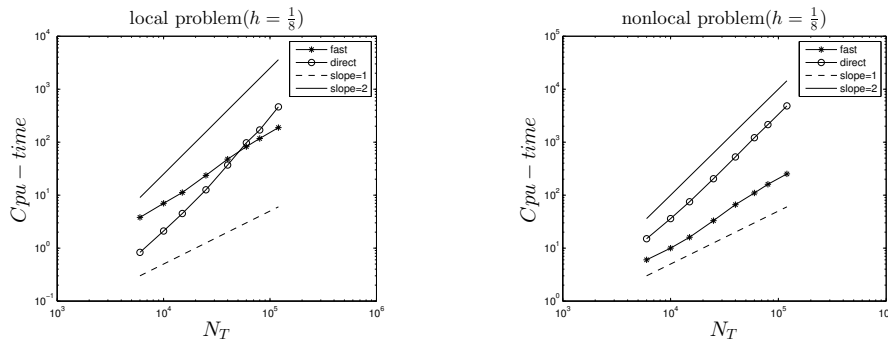 local problem(h = 1/8)
10^4
10^3
10^2
10^1
10^0
10^-1
Cpu − time
fast
direct
slope=1
slope=2
10^3
10^4
10^5
10^6
N_T
nonlocal problem(h = 1/8)
10^5
10^4
10^3
10^2
10^1
10^0
Cpu − time
fast
direct
slope=1
slope=2
10^3
10^4
10^5
N_T